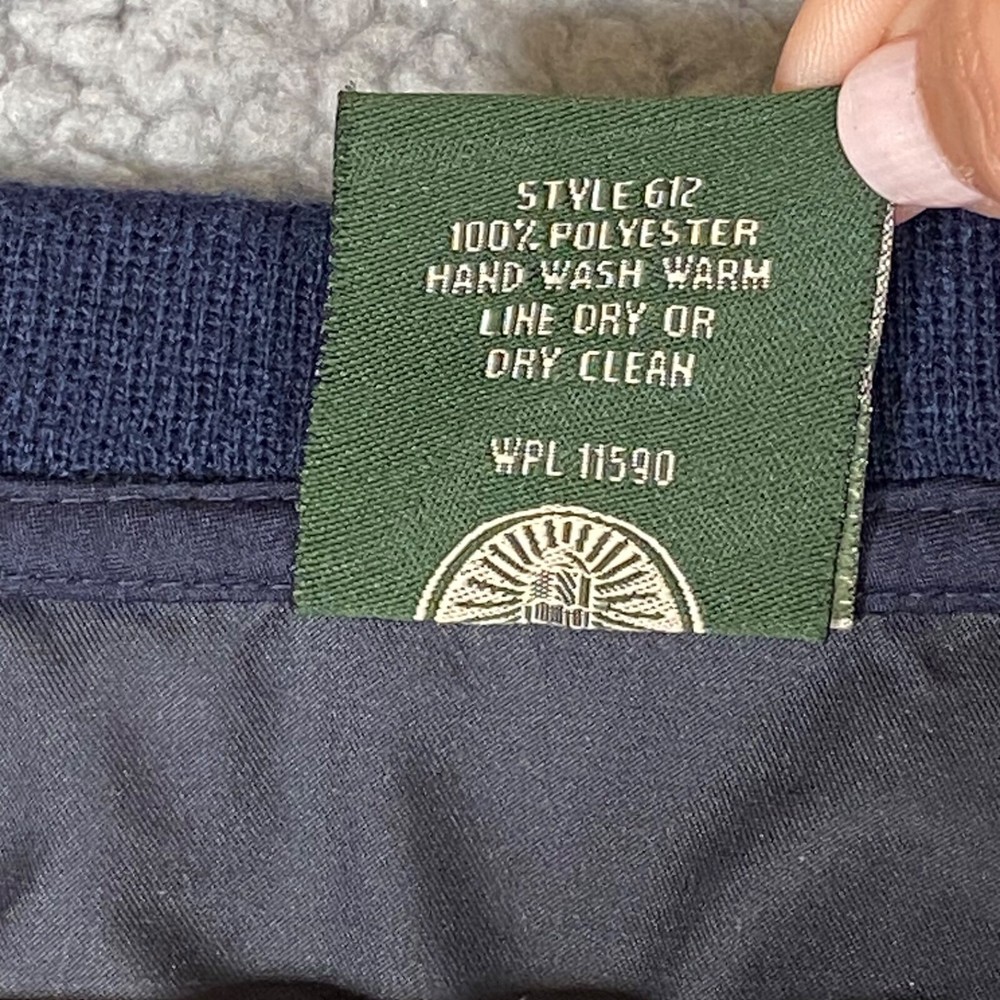 STYLE 612
100% POLYESTER
HAND WASH WARM
LINE DRY OR
DRY CLEAN
WPL 11590